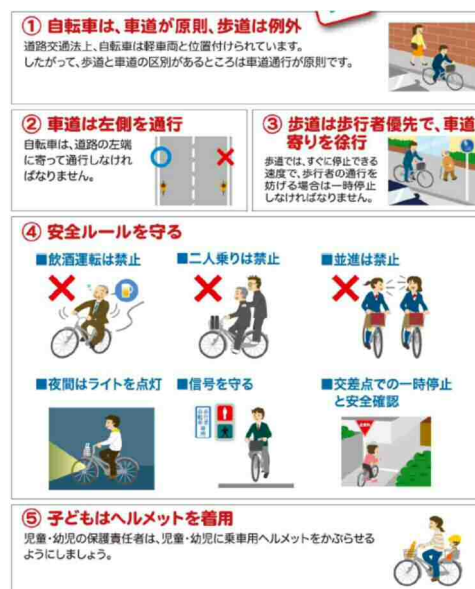 ① 自転車は、車道が原則、歩道は例外
道路交通法上、自転車は軽車両と位置付けられています。
したがって、歩道と車道の区別があるところは車道通行が原則です。
② 車道は左側を通行
自転車は、道路の左端
に寄って通行しなけれ
ばなりません。
③ 歩道は歩行者優先で、車道
寄りを徐行
歩道では、すぐに停止できる
速度で、歩行者の通行を
妨げる場合は一時停止
しなければなりません。
④ 安全ルールを守る
■飲酒運転は禁止
■二人乗りは禁止
■並進は禁止
■夜間はライトを点灯
■信号を守る
■交差点での一時停止
と安全確認
⑤ 子どもはヘルメットを着用
児童・幼児の保護責任者は、児童・幼児に乗車用ヘルメットをかぶらせる
ようにしましょう。